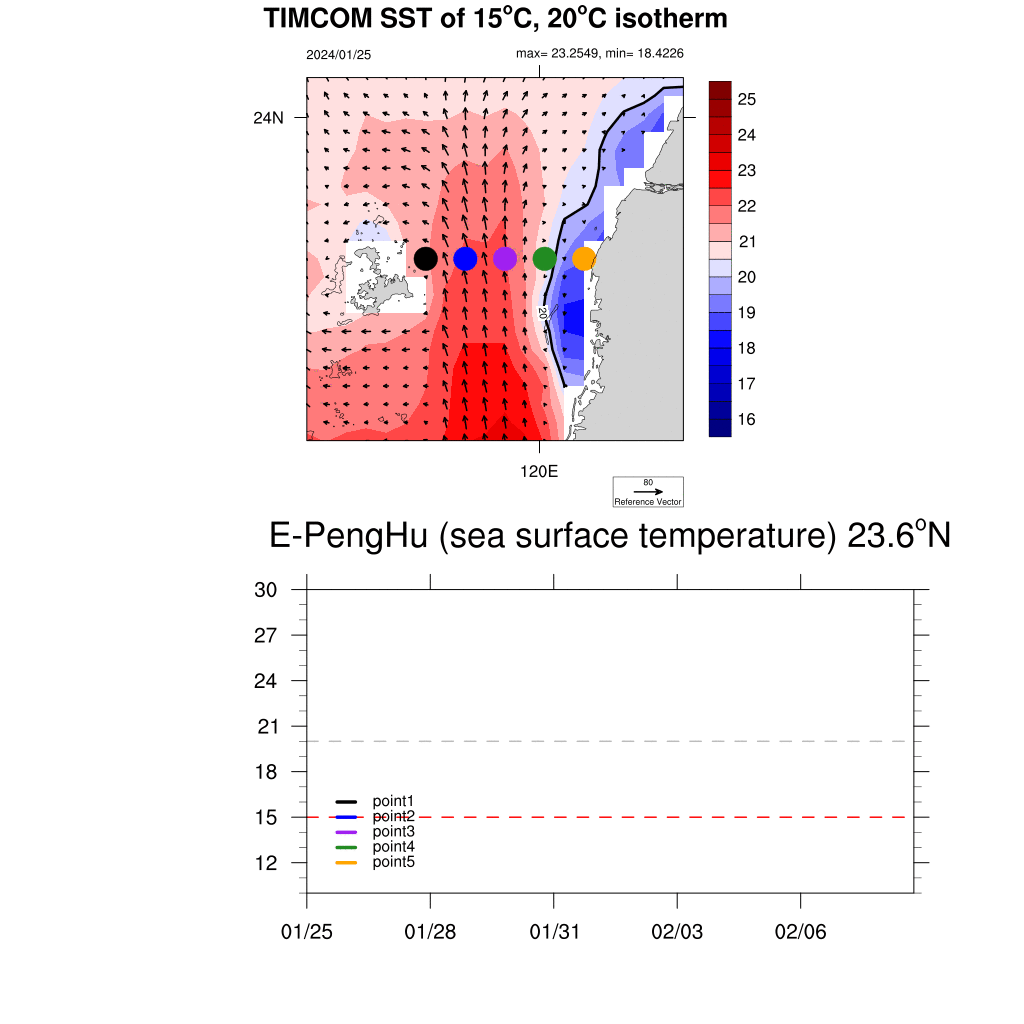 TIMCOM SST of 15°C, 20°C isotherm
2024/01/25
max= 23.2549, min= 18.4226
24N
120E
20
25
24
23
22
21
20
19
18
17
16
80
Reference Vector
E-PengHu (sea surface temperature) 23.6°N
30
27
24
21
18
15
12
point1
point2
point3
point4
point5
01/25
01/28
01/31
02/03
02/06